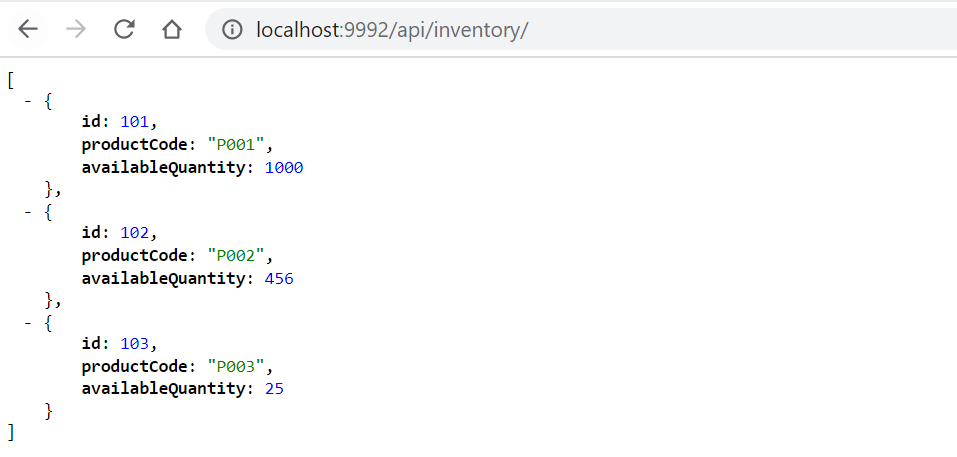 localhost:9992/api/inventory/
[
- {
id: 101,
productCode: "P001",
availableQuantity: 1000
},
- {
id: 102,
productCode: "P002",
availableQuantity: 456
},
- {
id: 103,
productCode: "P003",
availableQuantity: 25
}
]